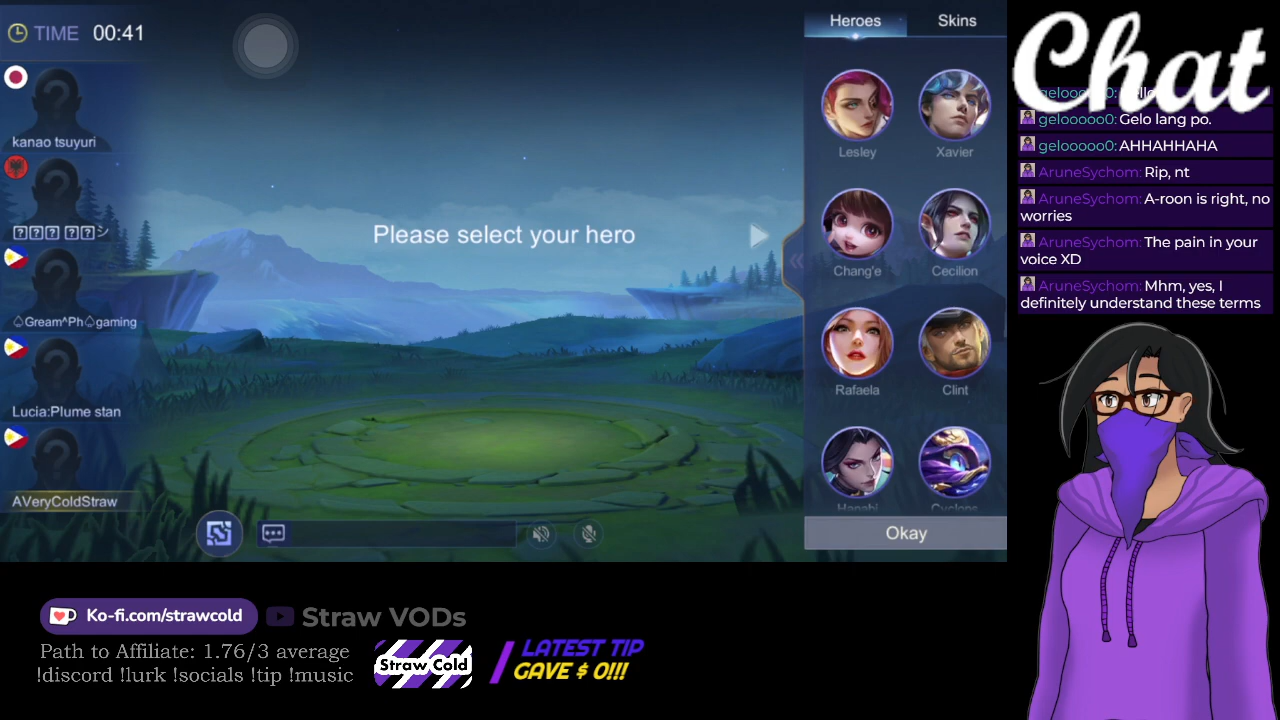 TIME 00:41
kanao tsuyuri
シ
♤Gream^Ph♤gaming
Lucia:Plume stan
AVeryColdStraw
Please select your hero
Heroes Skins
Lesley Xavier
Chang'e Cecilion
Rafaela Clint
Hanabi Cyclops
Okay
Chat
gelooooo0:
gelooooo0: Gelo lang po.
gelooooo0: AHHAHHAHA
AruneSychom: Rip, nt
AruneSychom: A-roon is right, no
worries
AruneSychom: The pain in your
voice XD
AruneSychom: Mhm, yes, I
definitely understand these terms
Ko-fi.com/strawcold
Straw VODs
Path to Affiliate: 1.76/3 average
!discord !lurk !socials !tip !music
Straw Cold
LATEST TIP
GAVE $ 0!!!